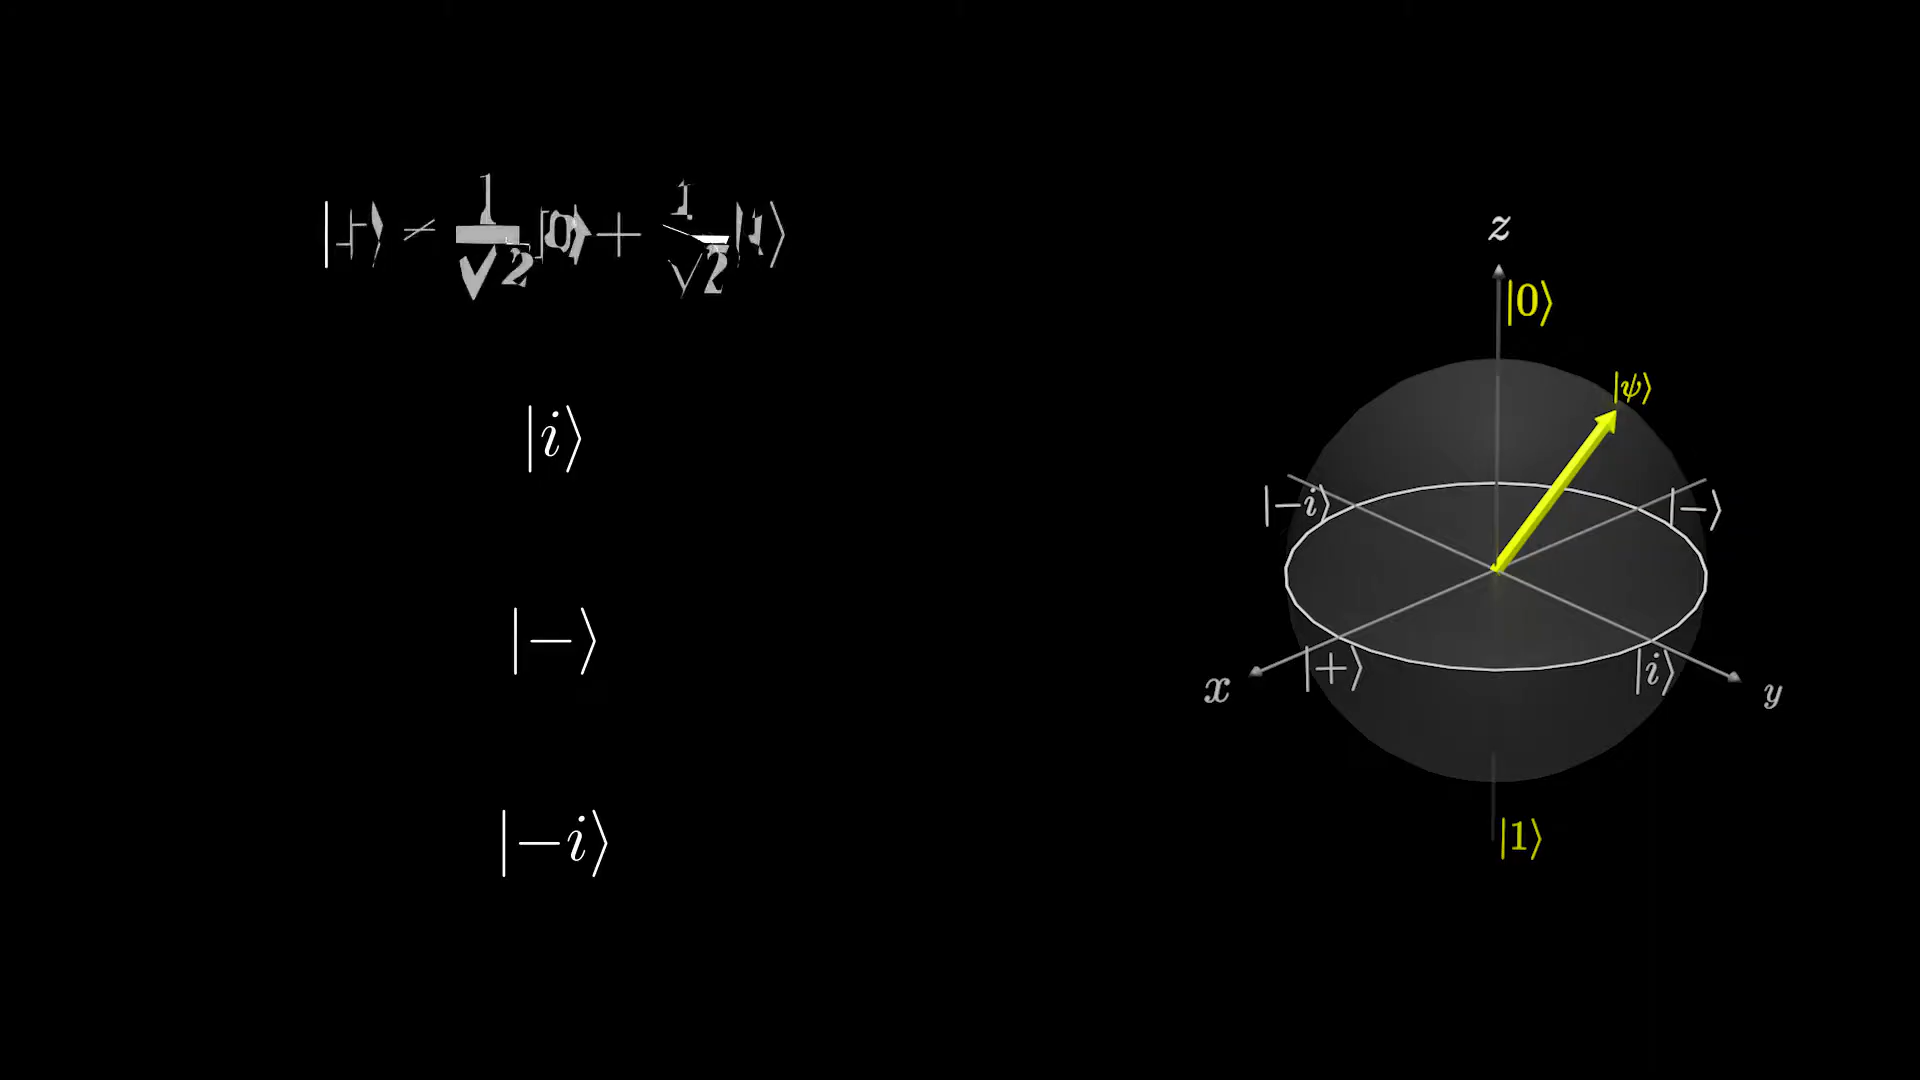 |+⟩ = 1/√2 |0⟩ + 1/√2 |1⟩
|i⟩
|−⟩
|−i⟩
z
|0⟩
|ψ⟩
|−i⟩
|−⟩
|+⟩
|i⟩
x
y
|1⟩